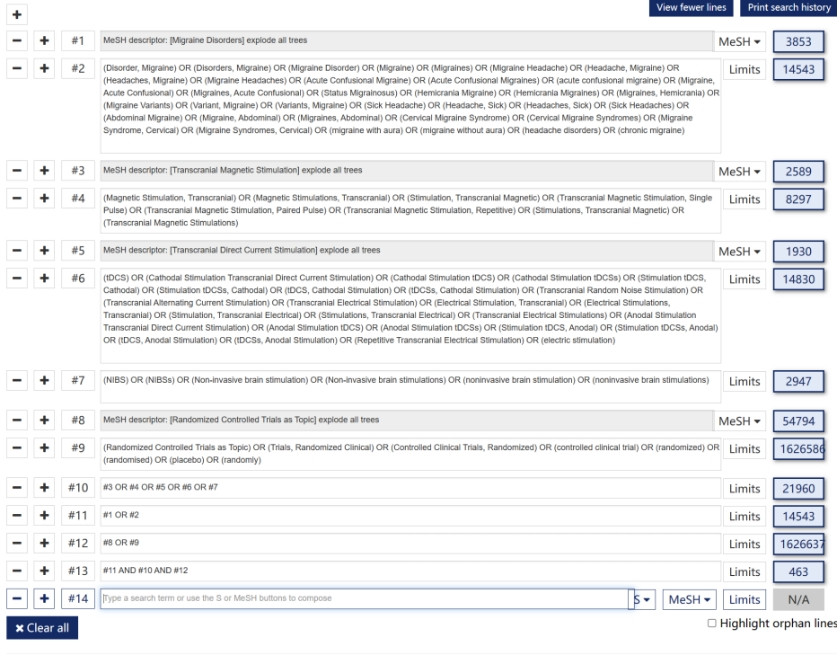 View fewer lines Print search history
+
− + #1 MeSH descriptor: [Migraine Disorders] explode all trees MeSH ▾ 3853
− + #2 (Disorder, Migraine) OR (Disorders, Migraine) OR (Migraine Disorder) OR (Migraine) OR (Migraines) OR (Migraine Headache) OR (Headache, Migraine) OR Limits 14543
(Headaches, Migraine) OR (Migraine Headaches) OR (Acute Confusional Migraine) OR (Acute Confusional Migraines) OR (acute confusional migraine) OR (Migraine,
Acute Confusional) OR (Migraines, Acute Confusional) OR (Status Migrainosus) OR (Hemicrania Migraine) OR (Hemicrania Migraines) OR (Migraines, Hemicrania) OR
(Migraine Variants) OR (Variant, Migraine) OR (Variants, Migraine) OR (Sick Headache) OR (Headache, Sick) OR (Headaches, Sick) OR (Sick Headaches) OR
(Abdominal Migraine) OR (Migraine, Abdominal) OR (Migraines, Abdominal) OR (Cervical Migraine Syndrome) OR (Cervical Migraine Syndromes) OR (Migraine
Syndrome, Cervical) OR (Migraine Syndromes, Cervical) OR (migraine with aura) OR (migraine without aura) OR (headache disorders) OR (chronic migraine)
− + #3 MeSH descriptor: [Transcranial Magnetic Stimulation] explode all trees MeSH ▾ 2589
− + #4 (Magnetic Stimulation, Transcranial) OR (Magnetic Stimulations, Transcranial) OR (Stimulation, Transcranial Magnetic) OR (Transcranial Magnetic Stimulation, Single Limits 8297
Pulse) OR (Transcranial Magnetic Stimulation, Paired Pulse) OR (Transcranial Magnetic Stimulation, Repetitive) OR (Stimulations, Transcranial Magnetic) OR
(Transcranial Magnetic Stimulations)
− + #5 MeSH descriptor: [Transcranial Direct Current Stimulation] explode all trees MeSH ▾ 1930
− + #6 (tDCS) OR (Cathodal Stimulation Transcranial Direct Current Stimulation) OR (Cathodal Stimulation tDCS) OR (Cathodal Stimulation tDCSs) OR (Stimulation tDCS, Limits 14830
Cathodal) OR (Stimulation tDCSs, Cathodal) OR (tDCS, Cathodal Stimulation) OR (tDCSs, Cathodal Stimulation) OR (Transcranial Random Noise Stimulation) OR
(Transcranial Alternating Current Stimulation) OR (Transcranial Electrical Stimulation) OR (Electrical Stimulation, Transcranial) OR (Electrical Stimulations,
Transcranial) OR (Stimulation, Transcranial Electrical) OR (Stimulations, Transcranial Electrical) OR (Transcranial Electrical Stimulations) OR (Anodal Stimulation
Transcranial Direct Current Stimulation) OR (Anodal Stimulation tDCS) OR (Anodal Stimulation tDCSs) OR (Stimulation tDCS, Anodal) OR (Stimulation tDCSs, Anodal)
OR (tDCS, Anodal Stimulation) OR (tDCSs, Anodal Stimulation) OR (Repetitive Transcranial Electrical Stimulation) OR (electric stimulation)
− + #7 (NIBS) OR (NIBSs) OR (Non-invasive brain stimulation) OR (Non-invasive brain stimulations) OR (noninvasive brain stimulation) OR (noninvasive brain stimulations) Limits 2947
− + #8 MeSH descriptor: [Randomized Controlled Trials as Topic] explode all trees MeSH ▾ 54794
− + #9 (Randomized Controlled Trials as Topic) OR (Trials, Randomized Clinical) OR (Controlled Clinical Trials, Randomized) OR (controlled clinical trial) OR (randomized) OR Limits 1626586
(randomised) OR (placebo) OR (randomly)
− + #10 #3 OR #4 OR #5 OR #6 OR #7 Limits 21960
− + #11 #1 OR #2 Limits 14543
− + #12 #8 OR #9 Limits 1626637
− + #13 #11 AND #10 AND #12 Limits 463
− + #14 Type a search term or use the S or MeSH buttons to compose S ▾ MeSH ▾ Limits N/A
✖ Clear all Highlight orphan lines